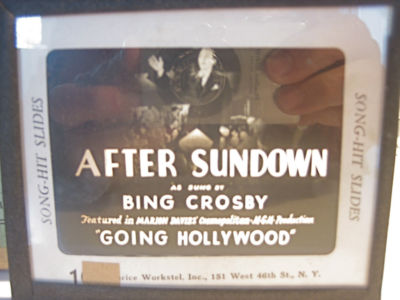 SONG-HIT SLIDES
AFTER SUNDOWN
AS SUNG BY
BING CROSBY
Featured in MARION DAVIES Cosmopolitan-M-G-M-Production
"GOING HOLLYWOOD"
SONG-HIT SLIDES
Workstel, Inc., 151 West 46th St., N. Y.